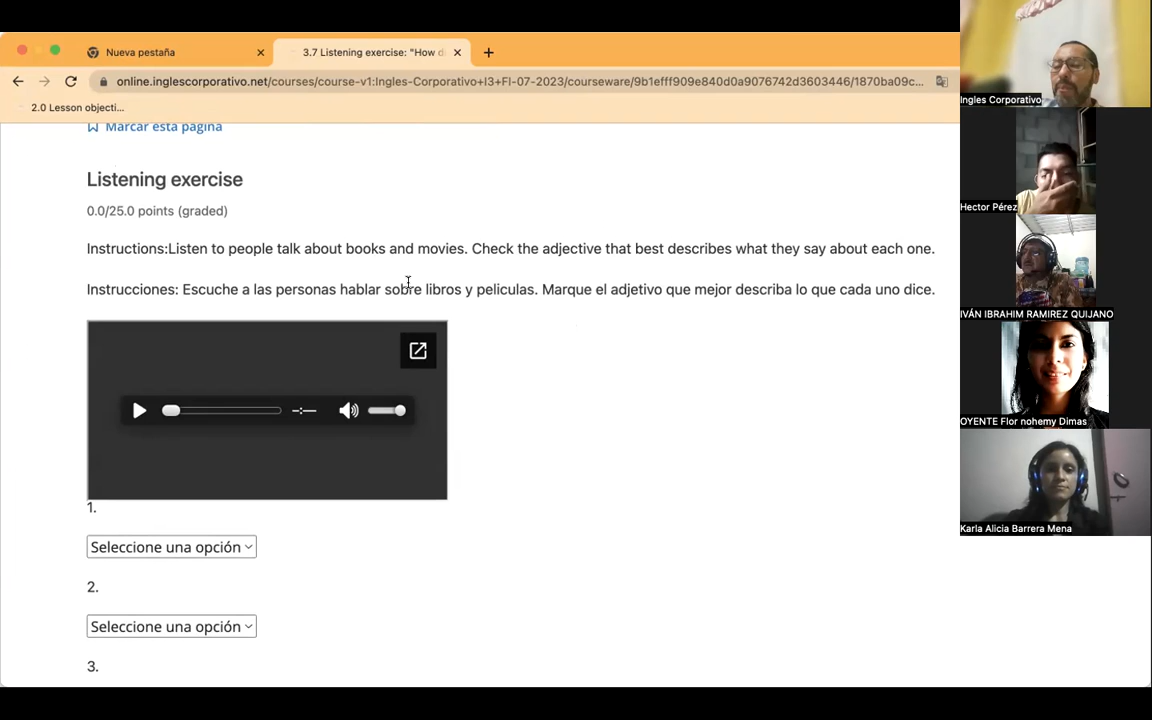 Nueva pestaña
3.7 Listening exercise: "How d
online.inglescorporativo.net/courses/course-v1:Ingles-Corporativo+I3+FI-07-2023/courseware/9b1efff909e840d0a9076742d3603446/1870ba09c...
2.0 Lesson objecti...
Marcar esta página
Listening exercise
0.0/25.0 points (graded)
Instructions:Listen to people talk about books and movies. Check the adjective that best describes what they say about each one.
Instrucciones: Escuche a las personas hablar sobre libros y peliculas. Marque el adjetivo que mejor describa lo que cada uno dice.
-:--
1.
Seleccione una opción
2.
Seleccione una opción
3.
Ingles Corporativo
Hector Pérez
IVÁN IBRAHIM RAMIREZ QUIJANO
OYENTE Flor nohemy Dimas
Karla Alicia Barrera Mena